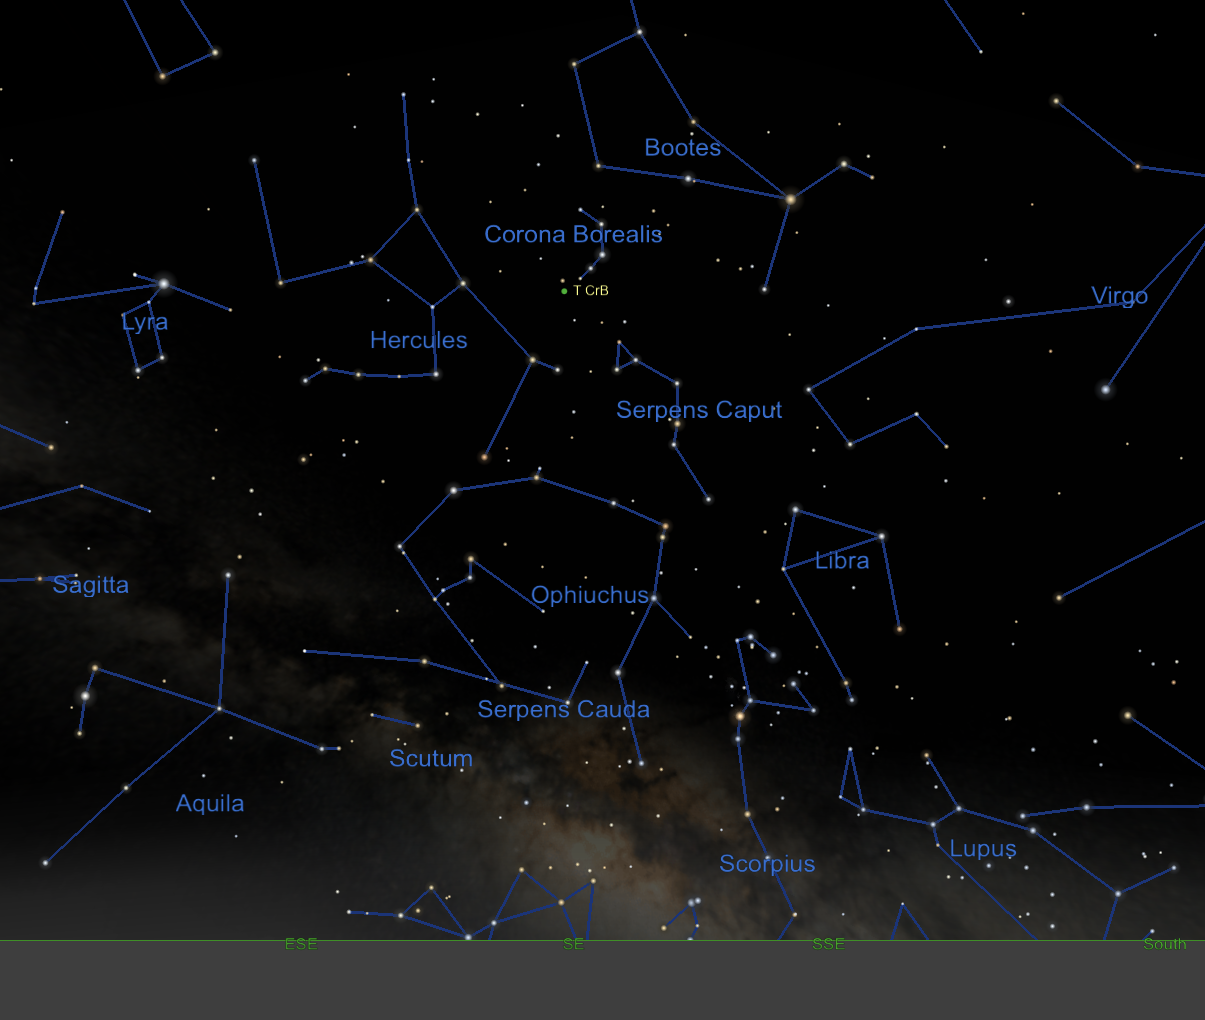 Bootes
Corona Borealis
T CrB
Virgo
Lyra
Hercules
Serpens Caput
Libra
Sagitta
Ophiuchus
Serpens Cauda
Scutum
Aquila
Lupus
Scorpius
ESE
SE
SSE
South